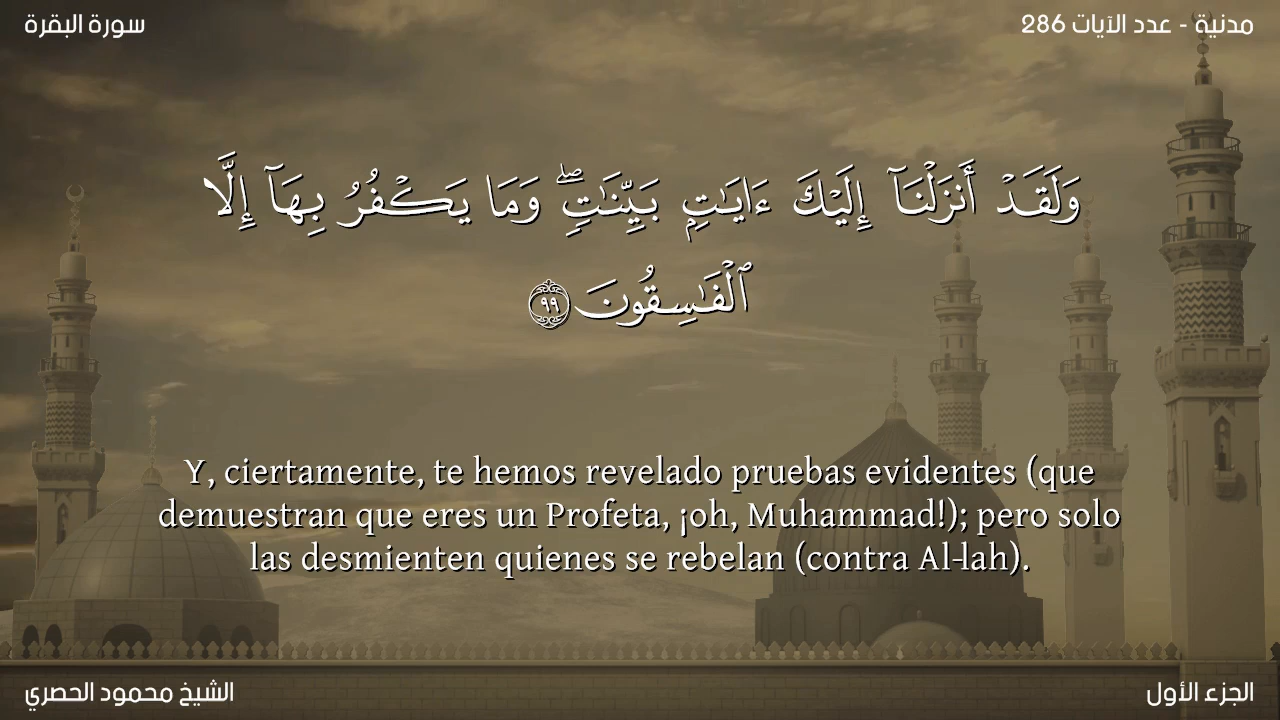 سورة البقرة
مدنية - عدد الآيات 286
وَلَقَدْ أَنزَلْنَآ إِلَيْكَ ءَايَٰتٍۭ بَيِّنَٰتٍۖ وَمَا يَكْفُرُ بِهَآ إِلَّا
ٱلْفَٰسِقُونَ ٩٩
Y, ciertamente, te hemos revelado pruebas evidentes (que
demuestran que eres un Profeta, ¡oh, Muhammad!); pero solo
las desmienten quienes se rebelan (contra Al-lah).
الشيخ محمود الحصري
الجزء الأول